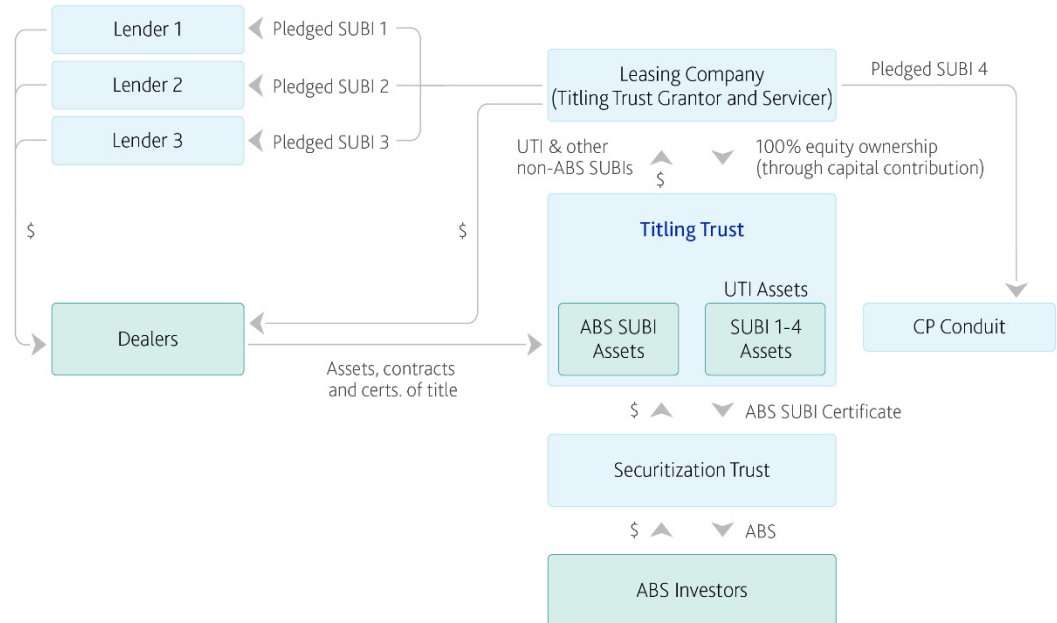 Lender 1
Pledged SUBI 1
Lender 2
Pledged SUBI 2
Lender 3
Pledged SUBI 3
Leasing Company
(Titling Trust Grantor and Servicer)
Pledged SUBI 4
UTI & other
non-ABS SUBIs
$
100% equity ownership
(through capital contribution)
$
$
Titling Trust
UTI Assets
ABS SUBI
Assets
SUBI 1-4
Assets
CP Conduit
Dealers
Assets, contracts
and certs. of title
$
ABS SUBI Certificate
Securitization Trust
$
ABS
ABS Investors